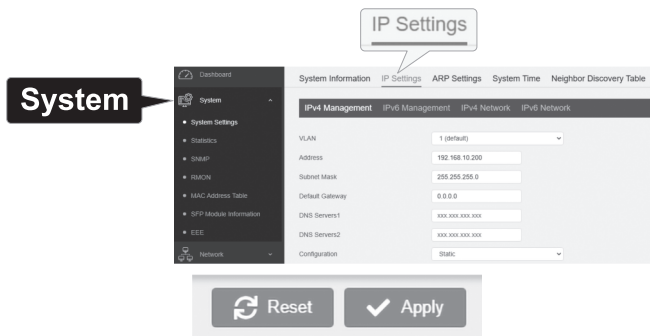 IP Settings
System
Dashboard
System
System Settings
Statistics
SNMP
RMON
MAC Address Table
SFP Module Information
EEE
Network
System Information IP Settings ARP Settings System Time Neighbor Discovery Table
IPv4 Management IPv6 Management IPv4 Network IPv6 Network
VLAN 1 (default)
Address 192.168.10.200
Subnet Mask 255.255.255.0
Default Gateway 0.0.0.0
DNS Servers1 xxx.xxx.xxx.xxx
DNS Servers2 xxx.xxx.xxx.xxx
Configuration Static
Reset Apply